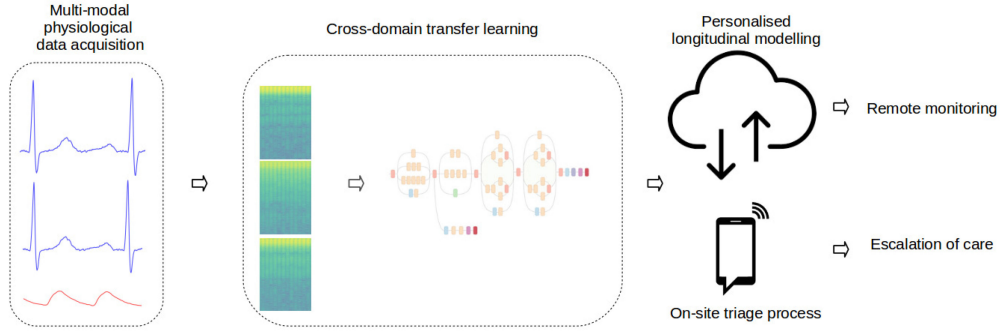 Multi-modal
physiological
data acquisition
Cross-domain transfer learning
Personalised
longitudinal modelling
Remote monitoring
Escalation of care
On-site triage process